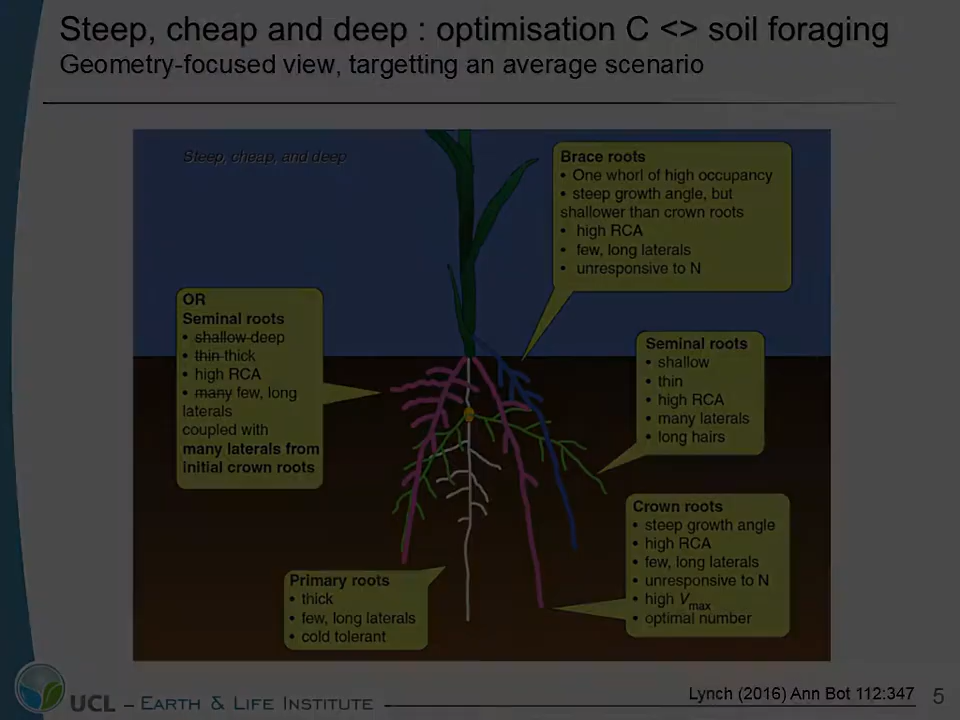 Steep, cheap and deep : optimisation C <> soil foraging
Geometry-focused view, targetting an average scenario
Steep, cheap, and deep
Brace roots
• One whorl of high occupancy
• steep growth angle, but
shallower than crown roots
• high RCA
• few, long laterals
• unresponsive to N
OR
Seminal roots
• shallow deep
• thin thick
• high RCA
• many few, long
laterals
coupled with
many laterals from
initial crown roots
Seminal roots
• shallow
• thin
• high RCA
• many laterals
• long hairs
Crown roots
• steep growth angle
• high RCA
• few, long laterals
• unresponsive to N
• high Vmax
• optimal number
Primary roots
• thick
• few, long laterals
• cold tolerant
UCL – EARTH & LIFE INSTITUTE
Lynch (2016) Ann Bot 112:347
5